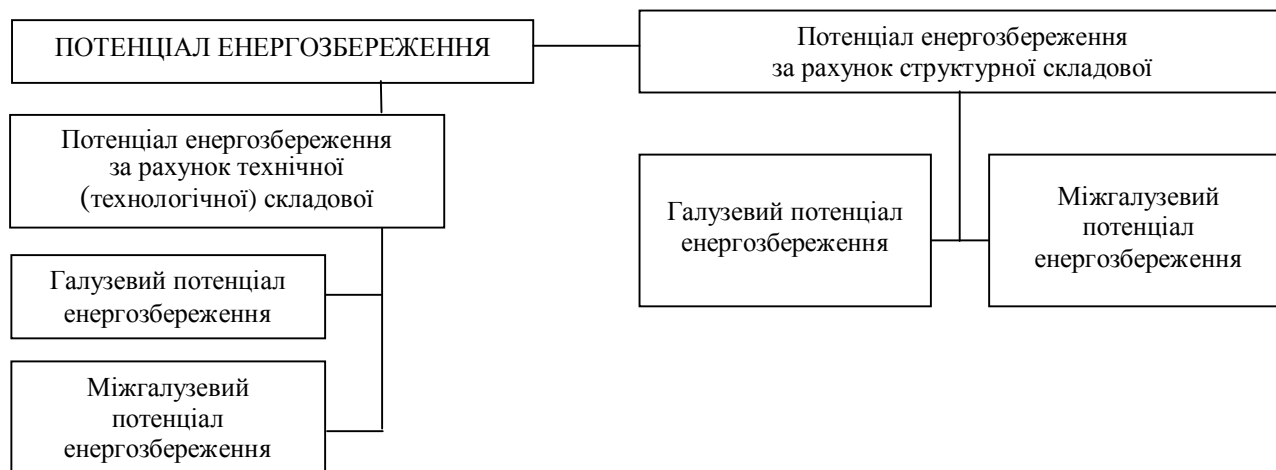 ПОТЕНЦІАЛ ЕНЕРГОЗБЕРЕЖЕННЯ
Потенціал енергозбереження
за рахунок структурної складової
Потенціал енергозбереження
за рахунок технічної
(технологічної) складової
Галузевий потенціал
енергозбереження
Міжгалузевий
потенціал
енергозбереження
Галузевий потенціал
енергозбереження
Міжгалузевий
потенціал
енергозбереження